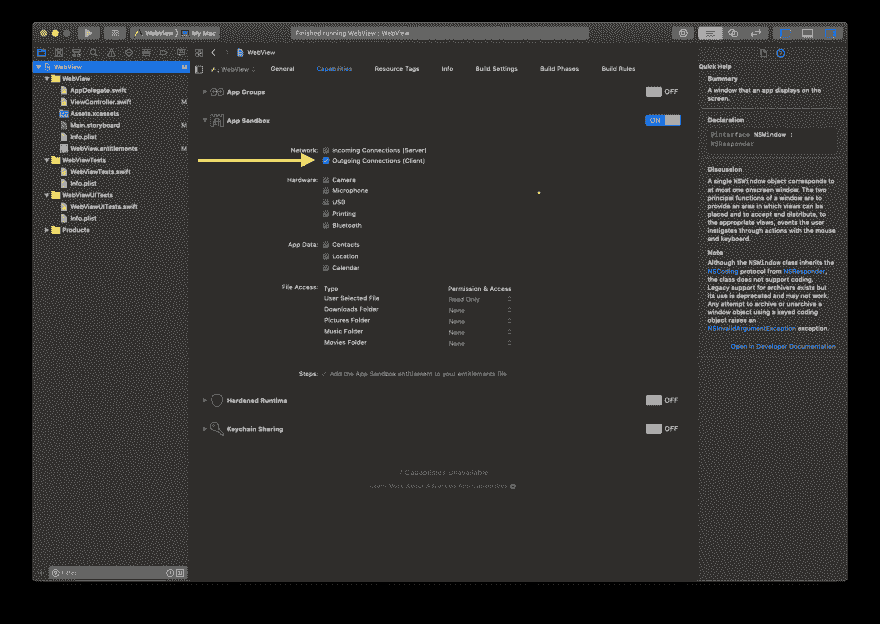 WebView
My Mac
Finished running WebView : WebView
WebView
WebView M
WebView
AppDelegate.swift
ViewController.swift M
Assets.xcassets
Main.storyboard M
Info.plist
WebView.entitlements M
WebViewTests
WebViewTests.swift
Info.plist
WebViewUITests
WebViewUITests.swift
Info.plist
Products
Filter
WebView
General
Capabilities
Resource Tags
Info
Build Settings
Build Phases
Build Rules
App Groups
OFF
App Sandbox
ON
Network:
Incoming Connections (Server)
Outgoing Connections (Client)
Hardware:
Camera
Microphone
USB
Printing
Bluetooth
App Data:
Contacts
Location
Calendar
File Access:
Type Permission & Access
User Selected File Read Only
Downloads Folder None
Pictures Folder None
Music Folder None
Movies Folder None
Steps: ✓ Add the App Sandbox entitlement to your entitlements file
Hardened Runtime
OFF
Keychain Sharing
OFF
Capabilities Unavailable
Quick Help
Summary
A window that an app displays on the
screen.
Declaration
@interface NSWindow :
NSResponder
Discussion
A single NSWindow object corresponds to
at most one onscreen window. The two
principal functions of a window are to
provide an area in which views can be
placed and to accept and distribute, to
the appropriate views, events the user
instigates through actions with the mouse
and keyboard.
Note
Although the NSWindow class inherits the
NSCoding protocol from NSResponder,
the class does not support coding.
Legacy support for archivers exists but
its use is deprecated and may not work.
Any attempt to archive or unarchive a
window object using a keyed coding
object raises an
NSInvalidArgumentException exception.
Open in Developer Documentation